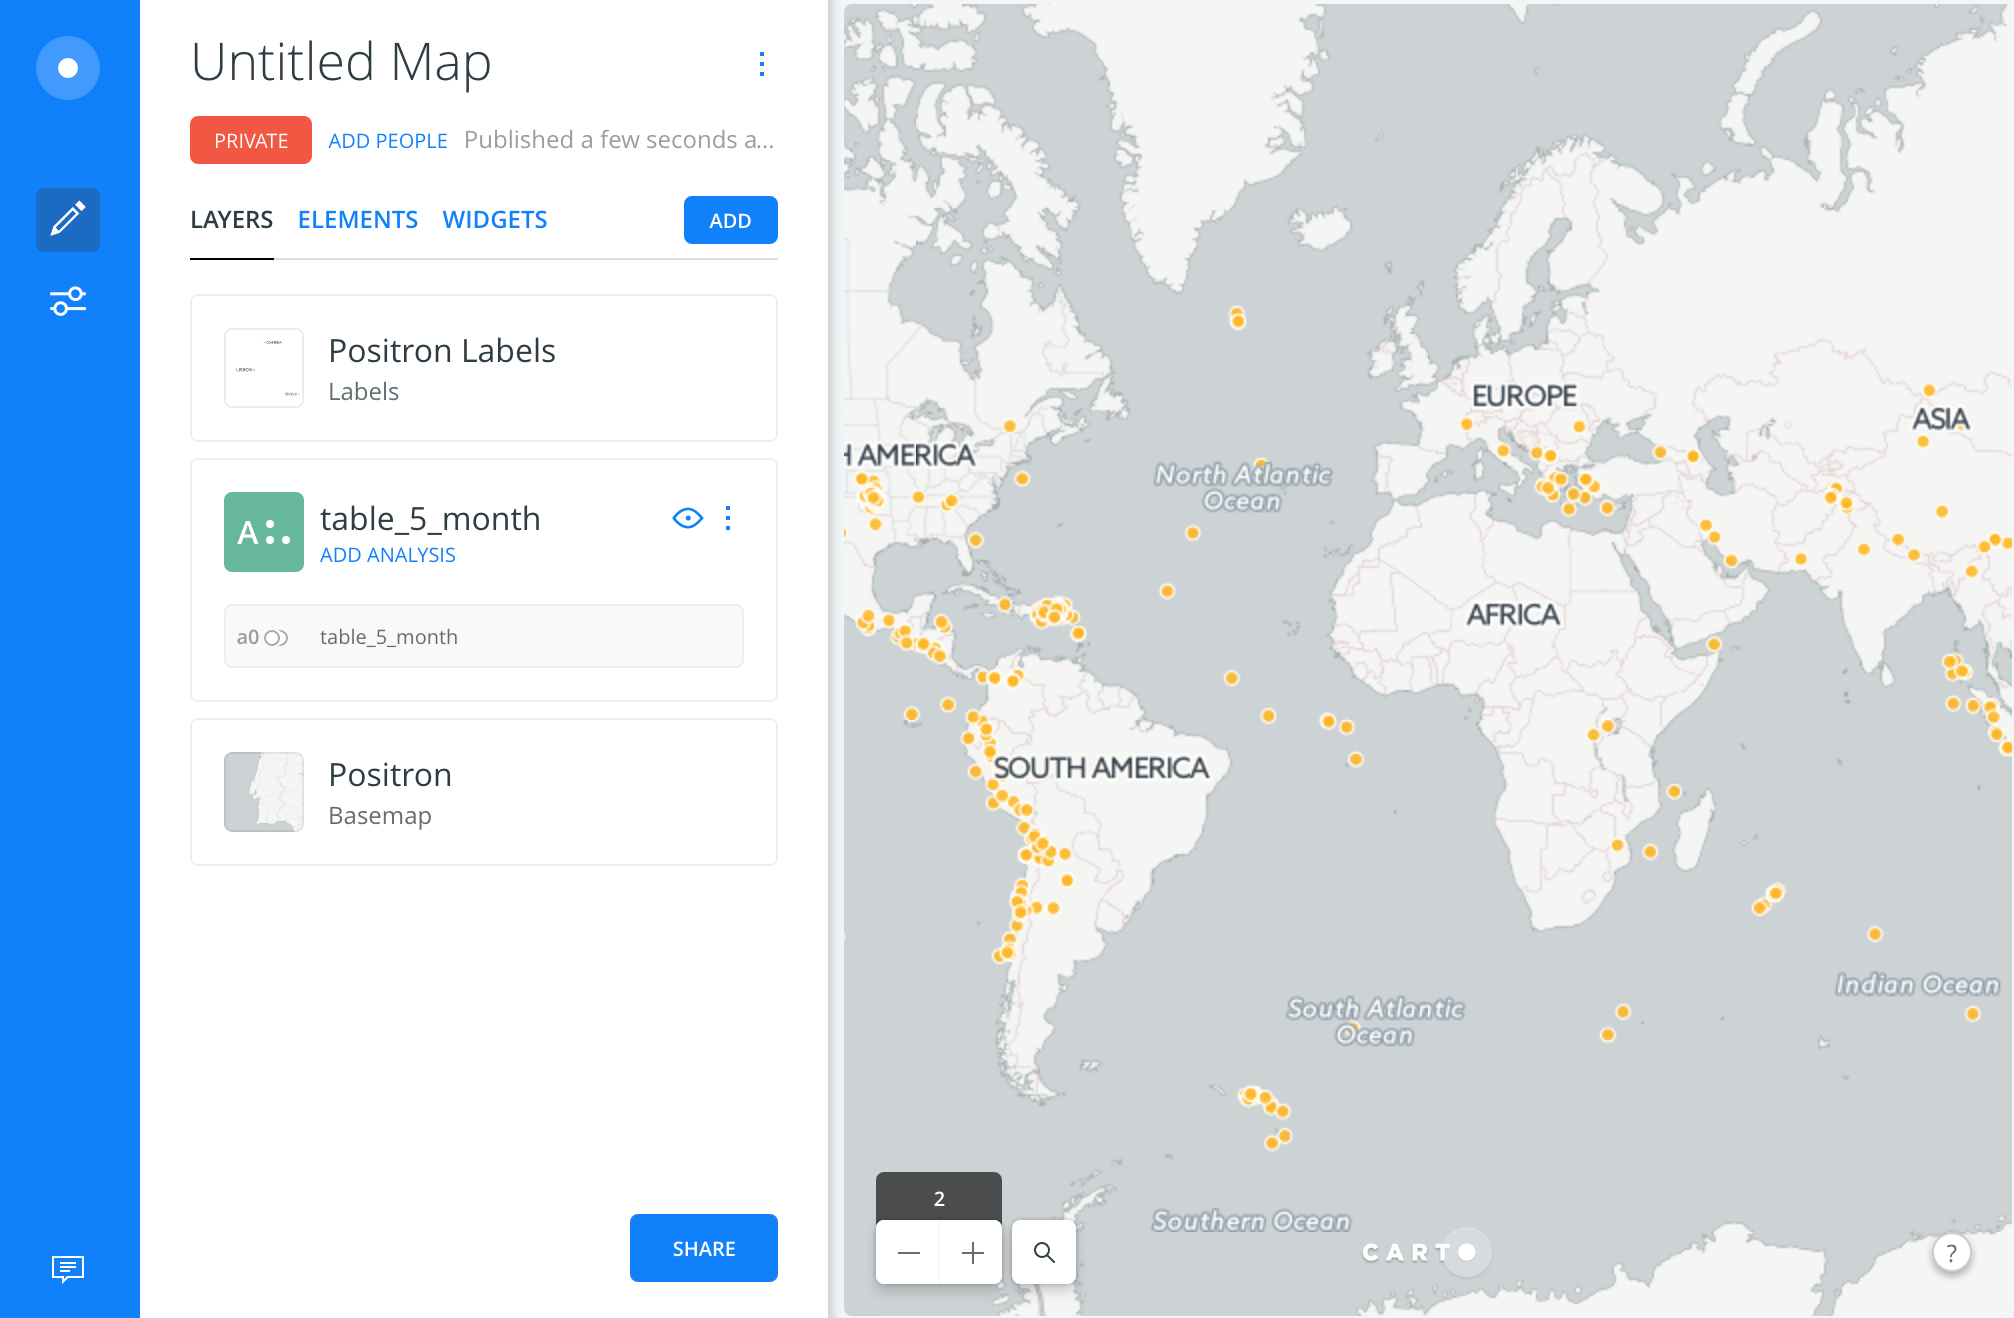 Untitled Map
PRIVATE
ADD PEOPLE
Published a few seconds a...
LAYERS
ELEMENTS
WIDGETS
ADD
Positron Labels
Labels
A
table_5_month
ADD ANALYSIS
a0
table_5_month
Positron
Basemap
SHARE
EUROPE
ASIA
H AMERICA
North Atlantic
Ocean
AFRICA
SOUTH AMERICA
Indian Ocean
South Atlantic
Ocean
Southern Ocean
2
CARTO
?